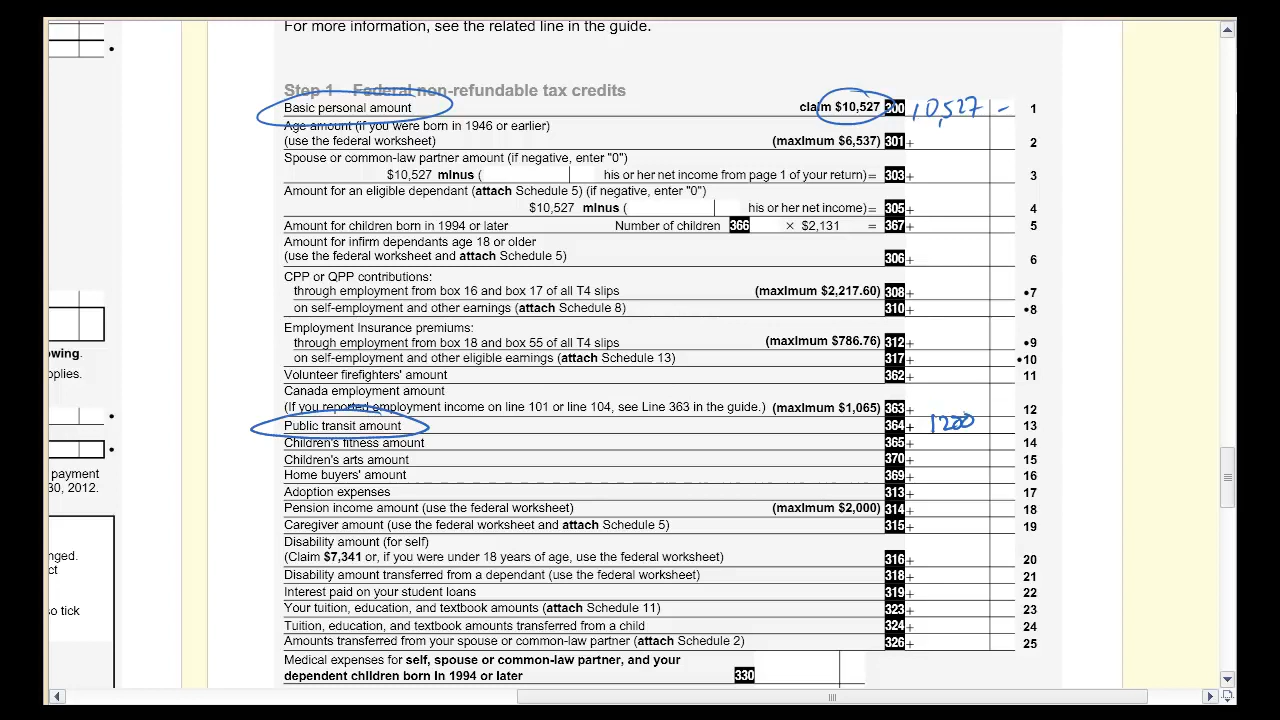 For more information, see the related line in the guide.
Step 1 Federal non-refundable tax credits
Basic personal amount claim $10,527 300 10,527 – 1
Age amount (if you were born in 1946 or earlier)
(use the federal worksheet) (maximum $6,537) 301 + 2
Spouse or common-law partner amount (if negative, enter "0")
$10,527 minus ( his or her net income from page 1 of your return) = 303 + 3
Amount for an eligible dependant (attach Schedule 5) (if negative, enter "0")
$10,527 minus ( his or her net income) = 305 + 4
Amount for children born in 1994 or later Number of children 366 × $2,131 = 367 + 5
Amount for infirm dependants age 18 or older
(use the federal worksheet and attach Schedule 5) 306 + 6
CPP or QPP contributions:
through employment from box 16 and box 17 of all T4 slips (maximum $2,217.60) 308 + •7
on self-employment and other earnings (attach Schedule 8) 310 + •8
Employment Insurance premiums:
through employment from box 18 and box 55 of all T4 slips (maximum $786.76) 312 + •9
on self-employment and other eligible earnings (attach Schedule 13) 317 + •10
owing.
Volunteer firefighters' amount 362 + 11
pplies.
Canada employment amount
(If you reported employment income on line 101 or line 104, see Line 363 in the guide.) (maximum $1,065) 363 + 12
Public transit amount 364 + 1200 13
Children's fitness amount 365 + 14
Children's arts amount 370 + 15
payment
Home buyers' amount 369 + 16
30, 2012.
Adoption expenses 313 + 17
Pension income amount (use the federal worksheet) (maximum $2,000) 314 + 18
Caregiver amount (use the federal worksheet and attach Schedule 5) 315 + 19
Disability amount (for self)
nged.
(Claim $7,341 or, if you were under 18 years of age, use the federal worksheet) 316 + 20
ct
Disability amount transferred from a dependant (use the federal worksheet) 318 + 21
Interest paid on your student loans 319 + 22
so tick
Your tuition, education, and textbook amounts (attach Schedule 11) 323 + 23
Tuition, education, and textbook amounts transferred from a child 324 + 24
Amounts transferred from your spouse or common-law partner (attach Schedule 2) 326 + 25
Medical expenses for self, spouse or common-law partner, and your
dependent children born in 1994 or later 330